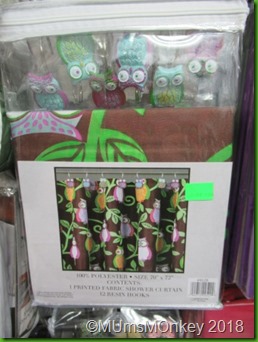 100% POLYESTER • SIZE 70" x 72"
CONTENTS:
1 PRINTED FABRIC SHOWER CURTAIN
12 RESIN HOOKS
©MUmsMonkey 2018